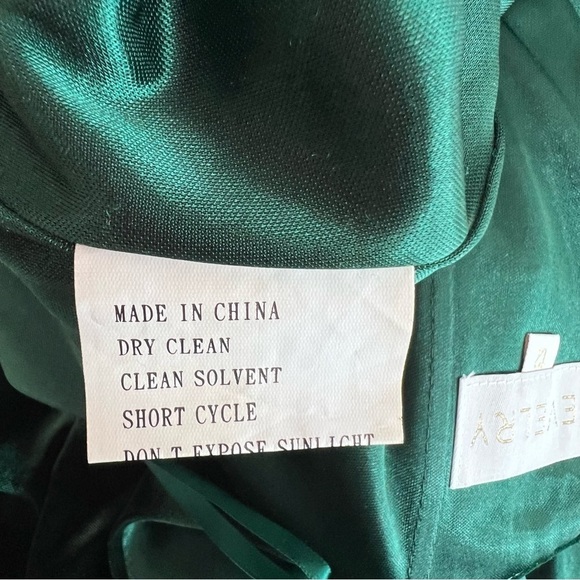 MADE IN CHINA
DRY CLEAN
CLEAN SOLVENT
SHORT CYCLE
DON T EXPOSE SUNLIGHT